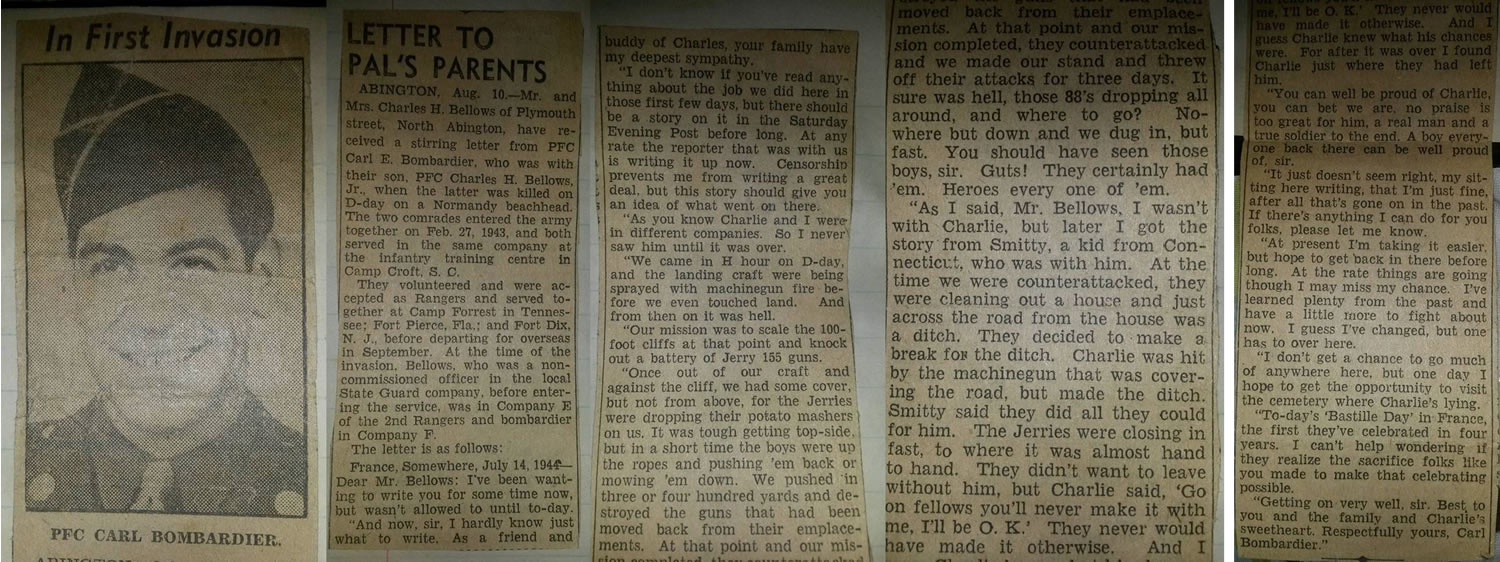 In First Invasion
PFC CARL BOMBARDIER.
LETTER TO
PAL'S PARENTS
ABINGTON, Aug. 10.—Mr. and
Mrs. Charles H. Bellows of Plymouth
street, North Abington, have re-
ceived a stirring letter from PFC
Carl E. Bombardier, who was with
their son, PFC Charles H. Bellows,
Jr., when the latter was killed on
D-day on a Normandy beachhead.
The two comrades entered the army
together on Feb. 27, 1943, and both
served in the same company at
the infantry training centre in
Camp Croft, S. C.
They volunteered and were ac-
cepted as Rangers and served to-
gether at Camp Forrest in Tennes-
see; Fort Pierce, Fla.; and Fort Dix,
N. J., before departing for overseas
in September. At the time of the
invasion, Bellows, who was a non-
commissioned officer in the local
State Guard company, before enter-
ing the service, was in Company E
of the 2nd Rangers and bombardier
in Company F.
The letter is as follows:
France, Somewhere, July 14, 1944—
Dear Mr. Bellows: I've been want-
ing to write you for some time now,
but wasn't allowed to until to-day.
"And now, sir, I hardly know just
what to write. As a friend and
buddy of Charles, your family have
my deepest sympathy.
"I don't know if you've read any-
thing about the job we did here in
those first few days, but there should
be a story on it in the Saturday
Evening Post before long. At any
rate the reporter that was with us
is writing it up now. Censorship
prevents me from writing a great
deal, but this story should give you
an idea of what went on there.
"As you know Charlie and I were
in different companies. So I never
saw him until it was over.
"We came in H hour on D-day,
and the landing craft were being
sprayed with machinegun fire be-
fore we even touched land. And
from then on it was hell.
"Our mission was to scale the 100-
foot cliffs at that point and knock
out a battery of Jerry 155 guns.
"Once out of our craft and
against the cliff, we had some cover,
but not from above, for the Jerries
were dropping their potato mashers
on us. It was tough getting top-side,
but in a short time the boys were up
the ropes and pushing 'em back or
mowing 'em down. We pushed in
three or four hundred yards and de-
stroyed the guns that had been
moved back from their emplace-
ments. At that point and our mis-
sion completed, they counterattacked
moved back from their emplace-
ments. At that point and our mis-
sion completed, they counterattacked
and we made our stand and threw
off their attacks for three days. It
sure was hell, those 88's dropping all
around, and where to go? No-
where but down and we dug in, but
fast. You should have seen those
boys, sir. Guts! They certainly had
'em. Heroes every one of 'em.
"As I said, Mr. Bellows, I wasn't
with Charlie, but later I got the
story from Smitty, a kid from Con-
necticut, who was with him. At the
time we were counterattacked, they
were cleaning out a house and just
across the road from the house was
a ditch. They decided to make a
break for the ditch. Charlie was hit
by the machinegun that was cover-
ing the road, but made the ditch.
Smitty said they did all they could
for him. The Jerries were closing in
fast, to where it was almost hand
to hand. They didn't want to leave
without him, but Charlie said, 'Go
on fellows you'll never make it with
me, I'll be O. K.' They never would
have made it otherwise. And I
me, I'll be O. K.' They never would
have made it otherwise. And I
guess Charlie knew what his chances
were. For after it was over I found
Charlie just where they had left
him.
"You can well be proud of Charlie,
you can bet we are, no praise is
too great for him, a real man and a
true soldier to the end. A boy every-
one back there can be well proud
of, sir.
"It just doesn't seem right, my sit-
ting here writing, that I'm just fine,
after all that's gone on in the past.
If there's anything I can do for you
folks, please let me know.
"At present I'm taking it easier,
but hope to get back in there before
long. At the rate things are going
though I may miss my chance. I've
learned plenty from the past and
have a little more to fight about
now. I guess I've changed, but one
has to over here.
"I don't get a chance to go much
of anywhere here, but one day I
hope to get the opportunity to visit
the cemetery where Charlie's lying.
"To-day's 'Bastille Day' in France,
the first they've celebrated in four
years. I can't help wondering if
they realize the sacrifice folks like
you made to make that celebrating
possible.
"Getting on very well, sir. Best to
you and the family and Charlie's
sweetheart. Respectfully yours, Carl
Bombardier."